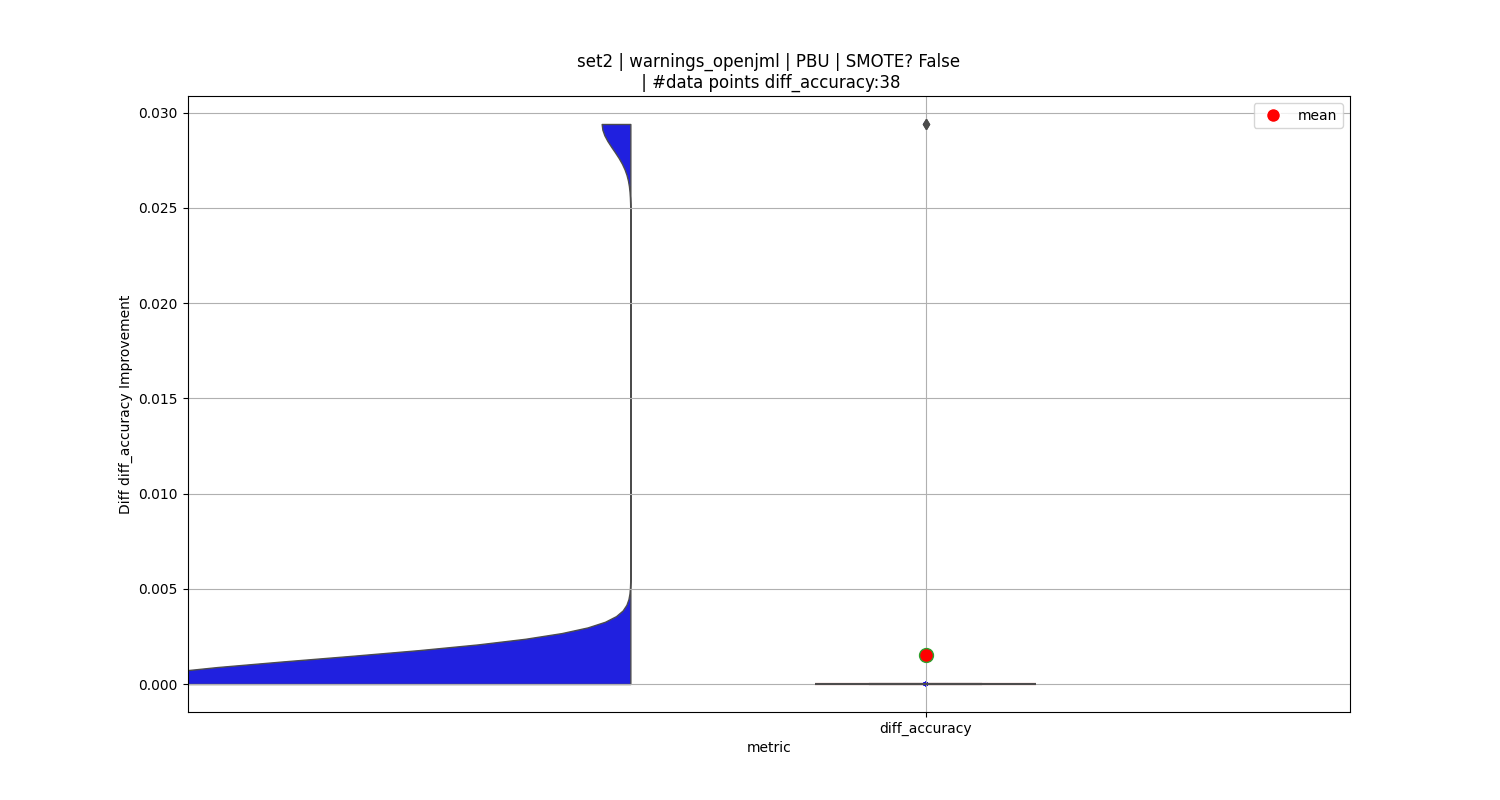 set2 | warnings_openjml | PBU | SMOTE? False
| #data points diff_accuracy:38
mean
0.030
0.025
0.020
0.015
0.010
0.005
0.000
Diff diff_accuracy Improvement
diff_accuracy
metric